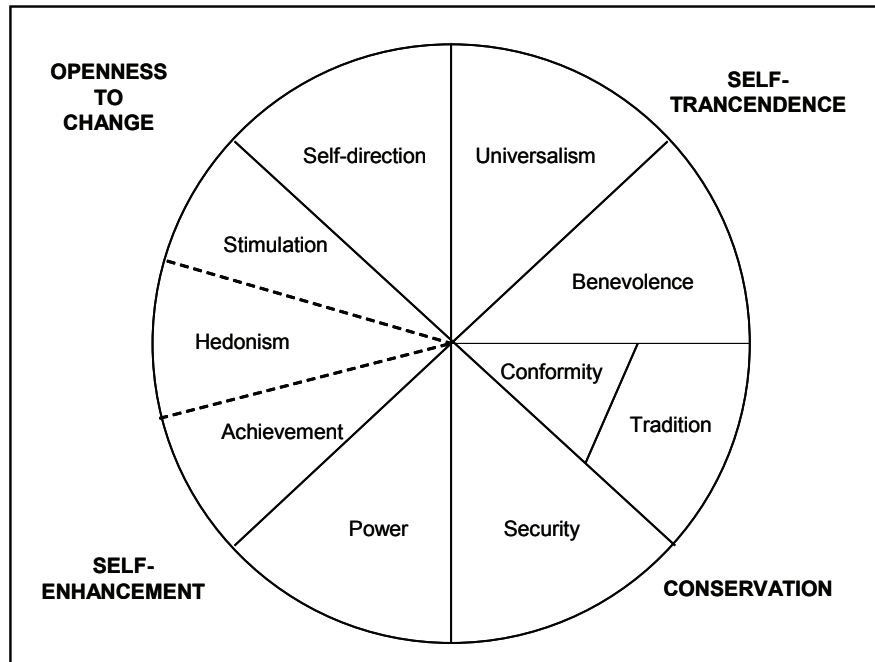 OPENNESS
TO
CHANGE
SELF-
TRANCENDENCE
Self-direction
Universalism
Stimulation
Benevolence
Hedonism
Conformity
Achievement
Tradition
Power
Security
SELF-
ENHANCEMENT
CONSERVATION